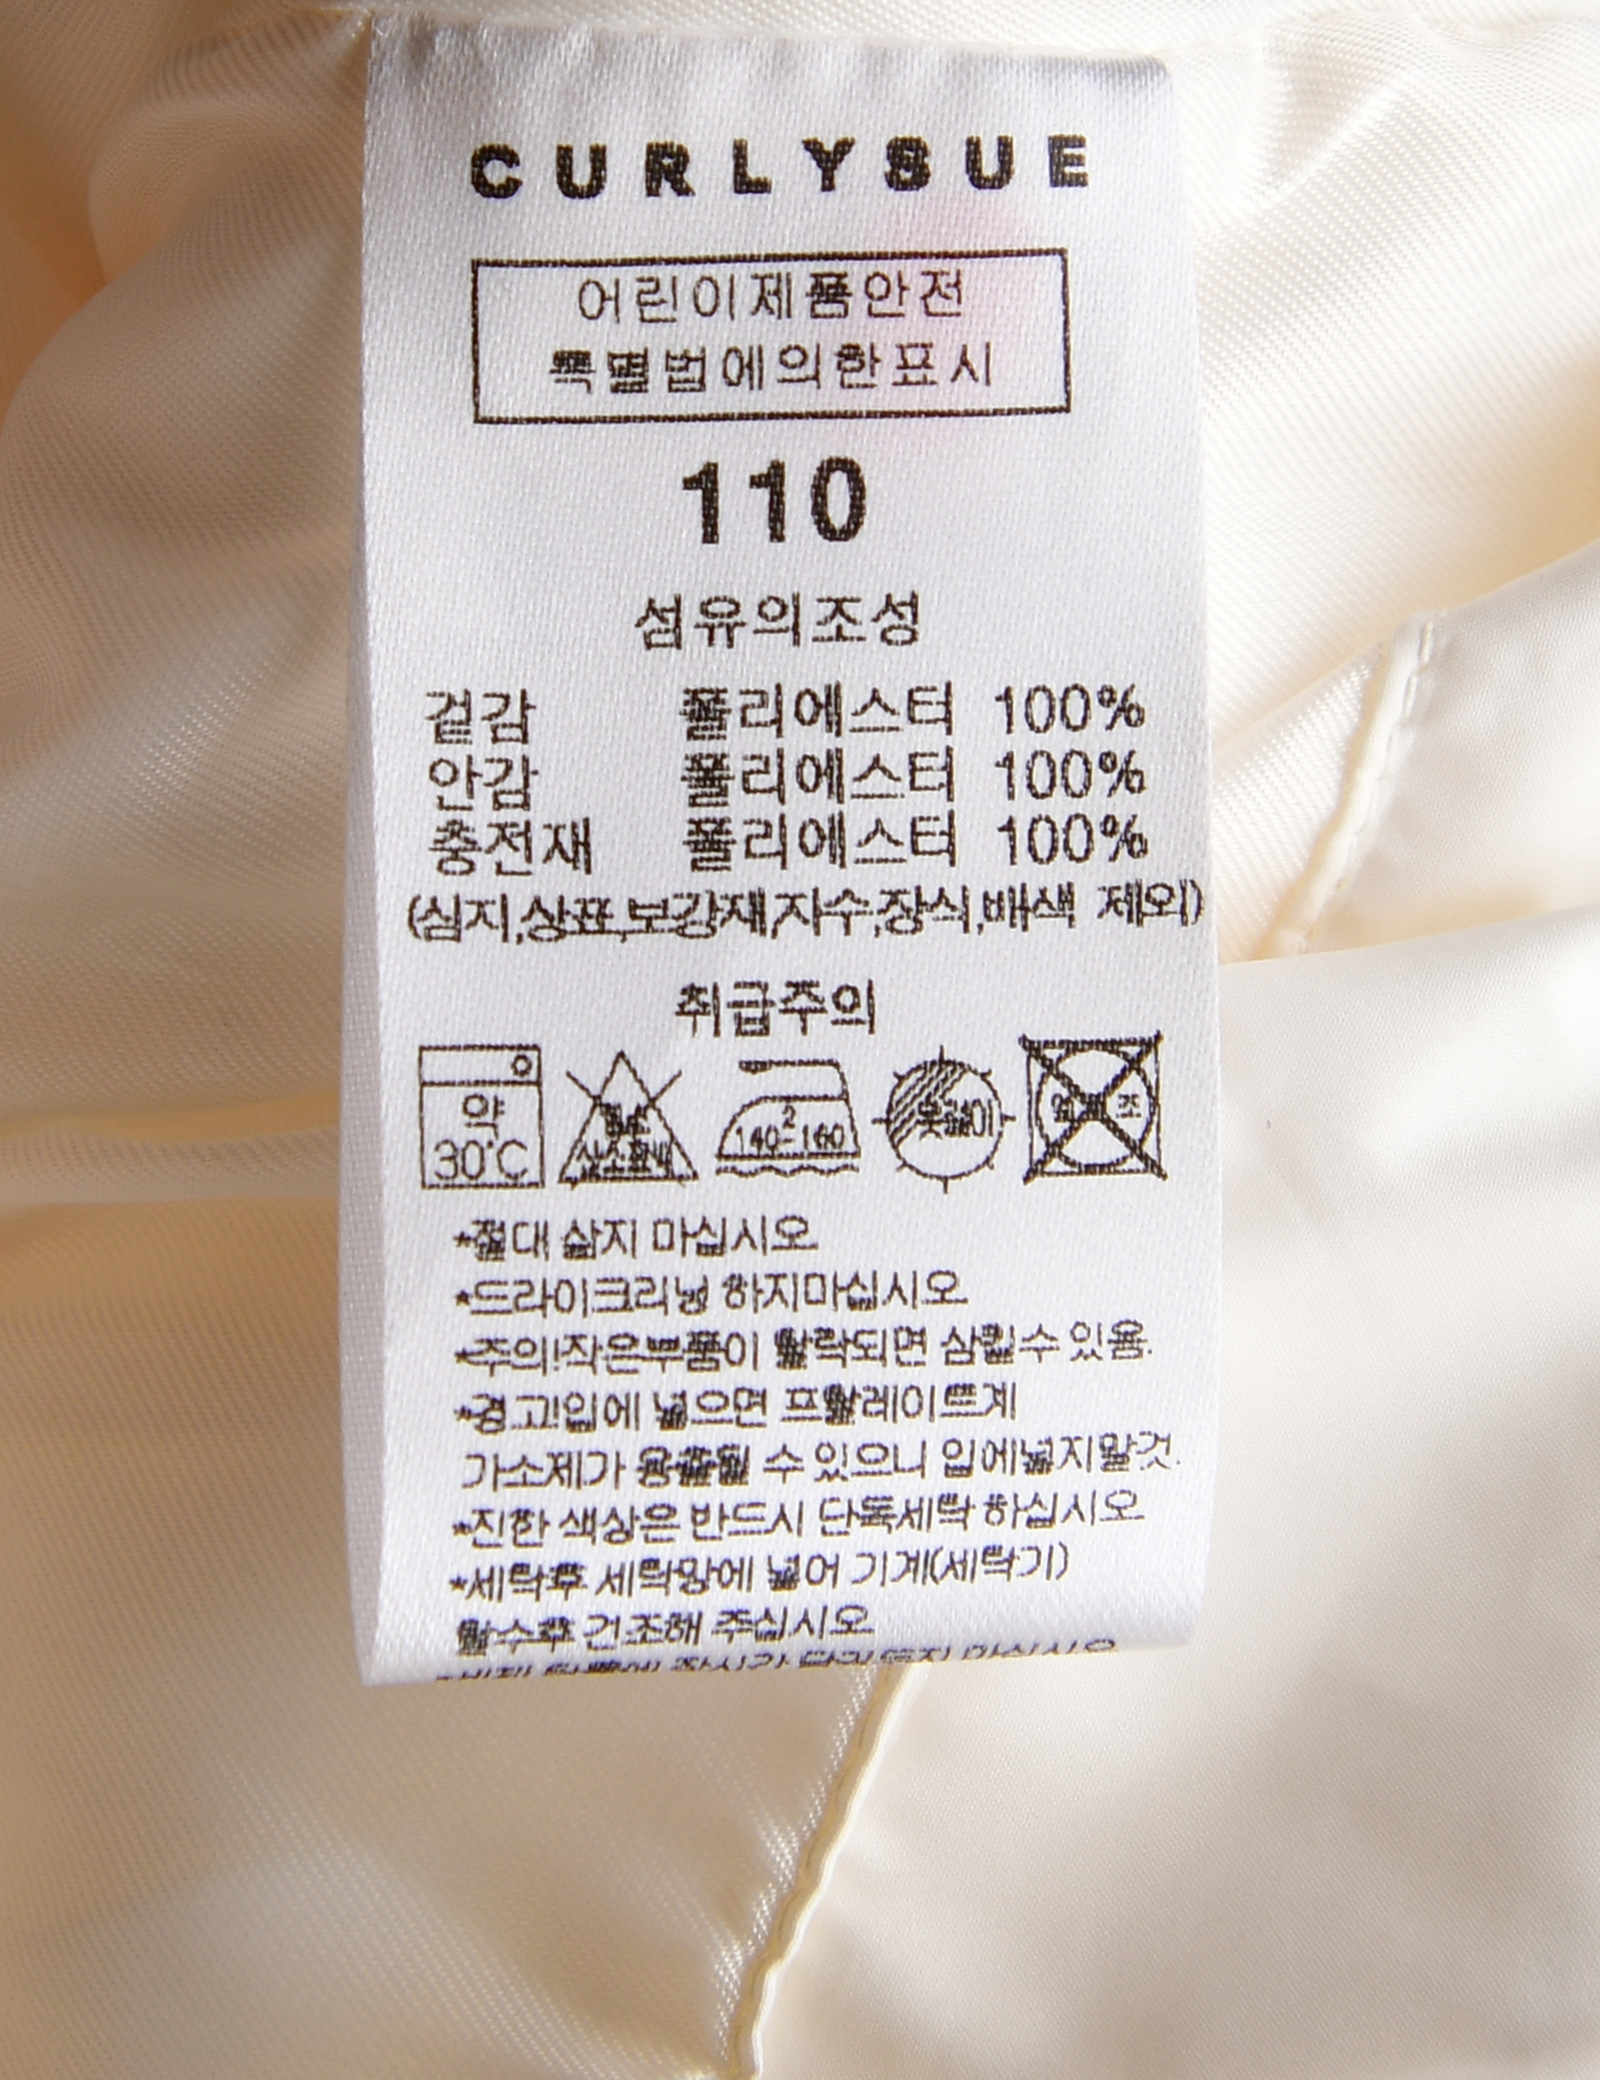 CURLYSUE
어린이제품안전
특별법에의한표시
110
섬유의조성
겉감 폴리에스터 100%
안감 폴리에스터 100%
충전재 폴리에스터 100%
(심지,상표,보강재,자수,장식,배색 제외)
취급주의
약
30°C
산소표백
2
140-160
옷걸이
조
*절대 삶지 마십시오
*드라이크리닝 하지마십시오
*주의!작은부품이 탈락되면 삼킬수 있음.
*경고!입에 넣으면 프탈레이트계
가소제가 용출될 수 있으니 입에넣지말것.
*진한 색상은 반드시 단독세탁 하십시오
*세탁후 세탁망에 넣어 기계(세탁기)
탈수후 건조해 주십시오